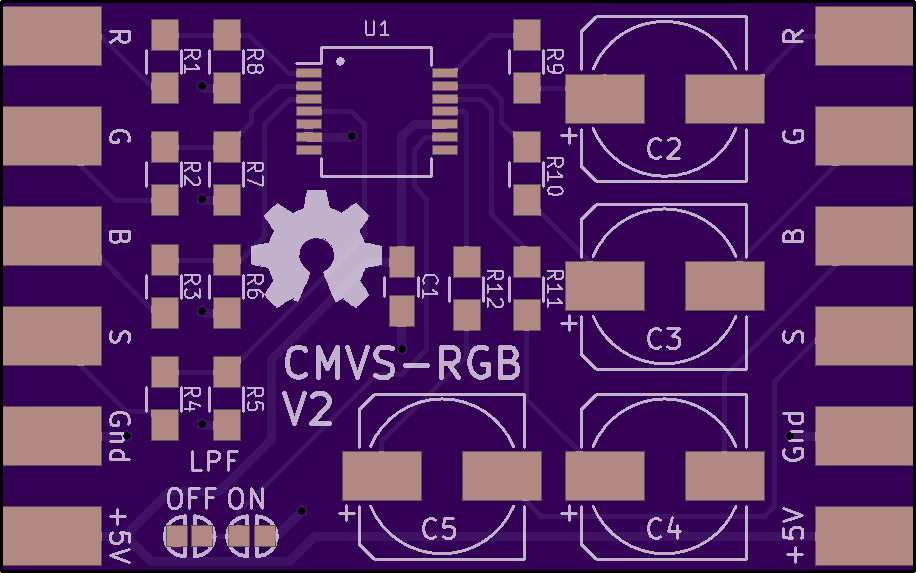 R
R1
R8
U1
R9
C2
R
G
R2
R7
R10
G
B
R3
R6
C1
R12
R11
C3
B
S
CMVS-RGB
V2
S
Gnd
R4
R5
Gnd
LPF
OFF ON
+5V
+
C5
+
C4
+5V
+
+